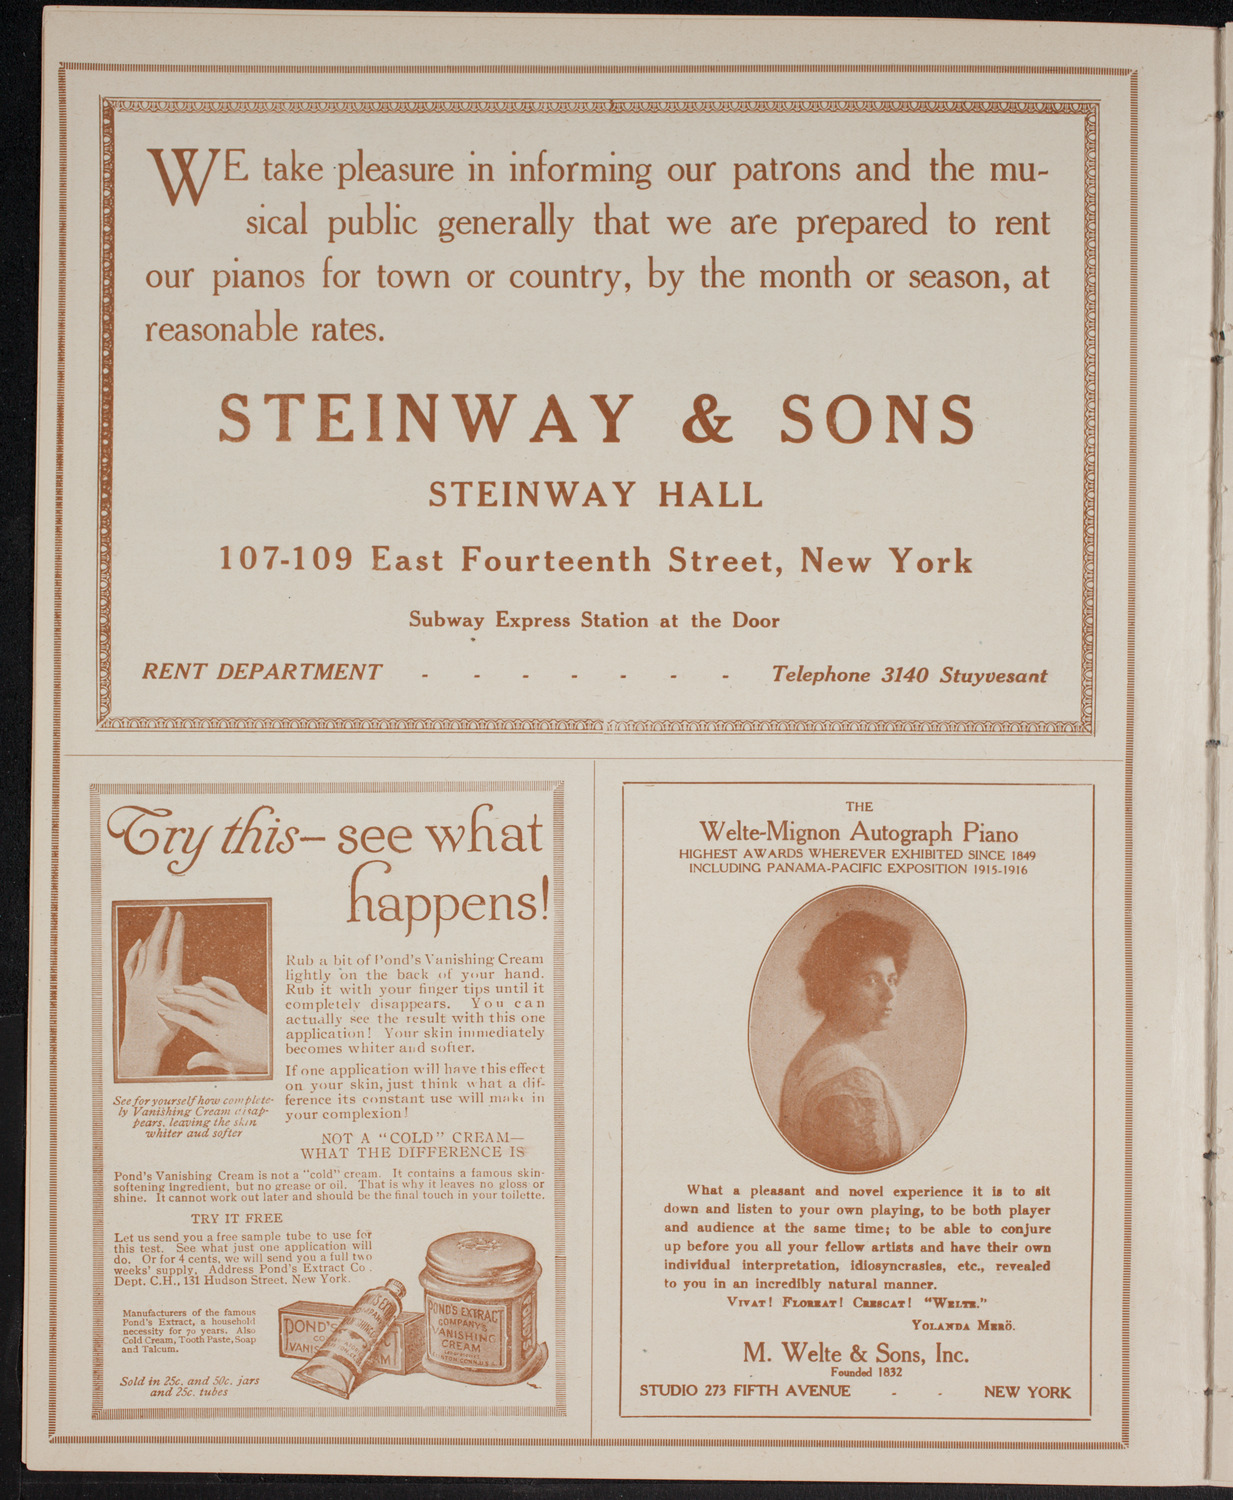 WE take pleasure in informing our patrons and the mu-
sical public generally that we are prepared to rent
our pianos for town or country, by the month or season, at
reasonable rates.
STEINWAY & SONS
STEINWAY HALL
107-109 East Fourteenth Street, New York
Subway Express Station at the Door
RENT DEPARTMENT - - - - - - - Telephone 3140 Stuyvesant
Try this– see what
happens!
Rub a bit of Pond's Vanishing Cream
lightly on the back of your hand.
Rub it with your finger tips until it
completely disappears. You can
actually see the result with this one
application! Your skin immediately
becomes whiter and softer.
If one application will have this effect
on your skin, just think what a dif-
ference its constant use will make in
your complexion!
See for yourself how complete-
ly Vanishing Cream disap-
pears, leaving the skin
whiter and softer
NOT A "COLD" CREAM—
WHAT THE DIFFERENCE IS
Pond's Vanishing Cream is not a "cold" cream. It contains a famous skin-
softening ingredient, but no grease or oil. That is why it leaves no gloss or
shine. It cannot work out later and should be the final touch in your toilette.
TRY IT FREE
Let us send you a free sample tube to use for
this test. See what just one application will
do. Or for 4 cents, we will send you a full two
weeks' supply. Address Pond's Extract Co.
Dept. C.H., 131 Hudson Street. New York.
Manufacturers of the famous
Pond's Extract, a household
necessity for 70 years. Also
Cold Cream, Tooth Paste, Soap
and Talcum.
Sold in 25c. and 50c. jars
and 25c. tubes
POND'S
POND'S EXTRACT
COMPANY'S
VANISHING
CREAM
THE
Welte-Mignon Autograph Piano
HIGHEST AWARDS WHEREVER EXHIBITED SINCE 1849
INCLUDING PANAMA-PACIFIC EXPOSITION 1915-1916
What a pleasant and novel experience it is to sit
down and listen to your own playing, to be both player
and audience at the same time; to be able to conjure
up before you all your fellow artists and have their own
individual interpretation, idiosyncrasies, etc., revealed
to you in an incredibly natural manner.
VIVAT! FLOREAT! CRESCAT! "WELTE."
YOLANDA MERÖ.
M. Welte & Sons, Inc.
Founded 1832
STUDIO 273 FIFTH AVENUE - - NEW YORK